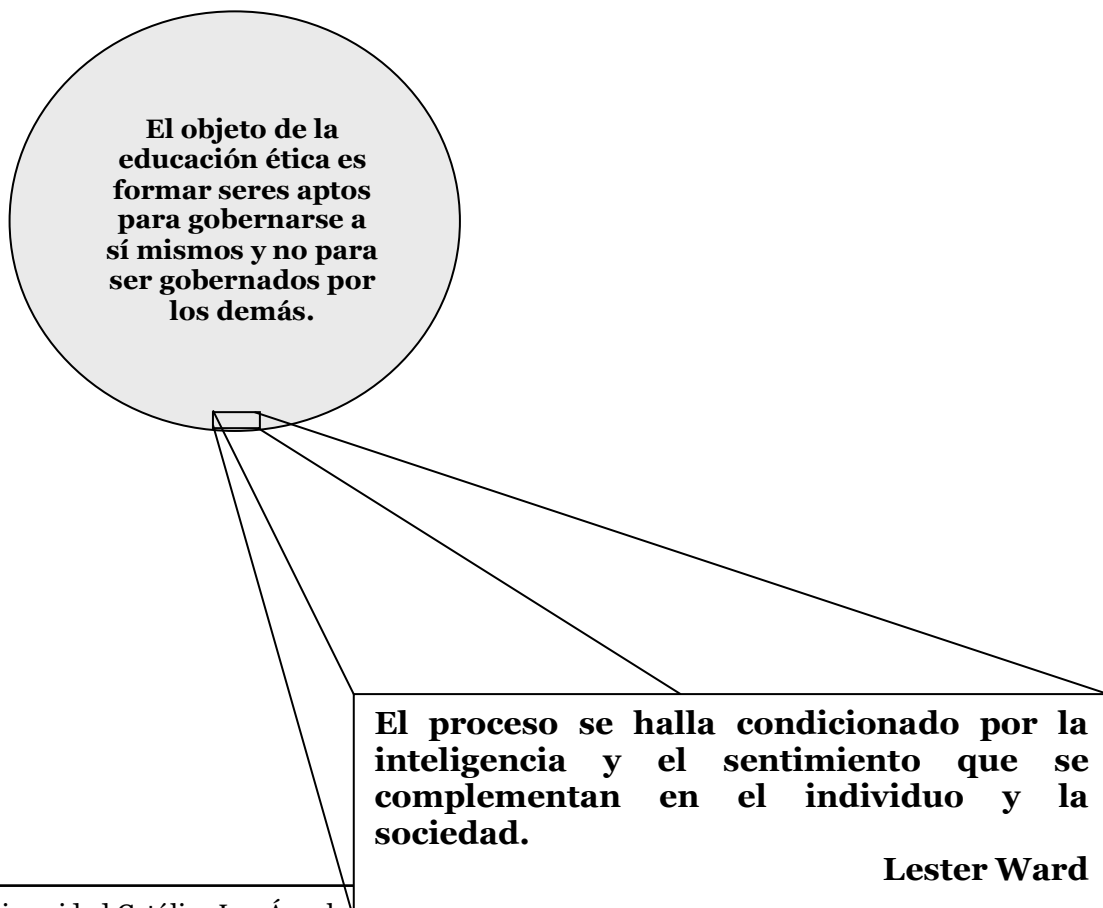 El objeto de la
educación ética es
formar seres aptos
para gobernarse a
sí mismos y no para
ser gobernados por
los demás.
El proceso se halla condicionado por la
inteligencia y el sentimiento que se
complementan en el individuo y la
sociedad.
Lester Ward
Católica Los